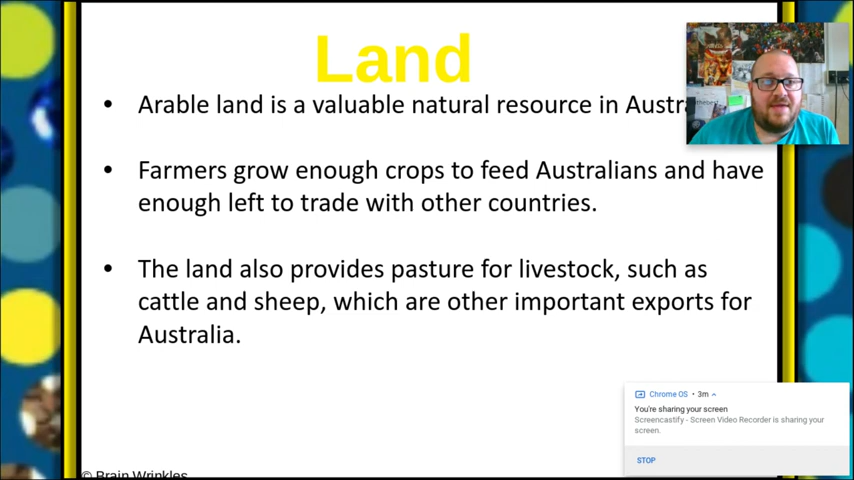 Land
• Arable land is a valuable natural resource in Austra
• Farmers grow enough crops to feed Australians and have
enough left to trade with other countries.
• The land also provides pasture for livestock, such as
cattle and sheep, which are other important exports for
Australia.
Chrome OS • 3m
You're sharing your screen
Screencastify - Screen Video Recorder is sharing your
screen.
STOP
© Brain Wrinkles